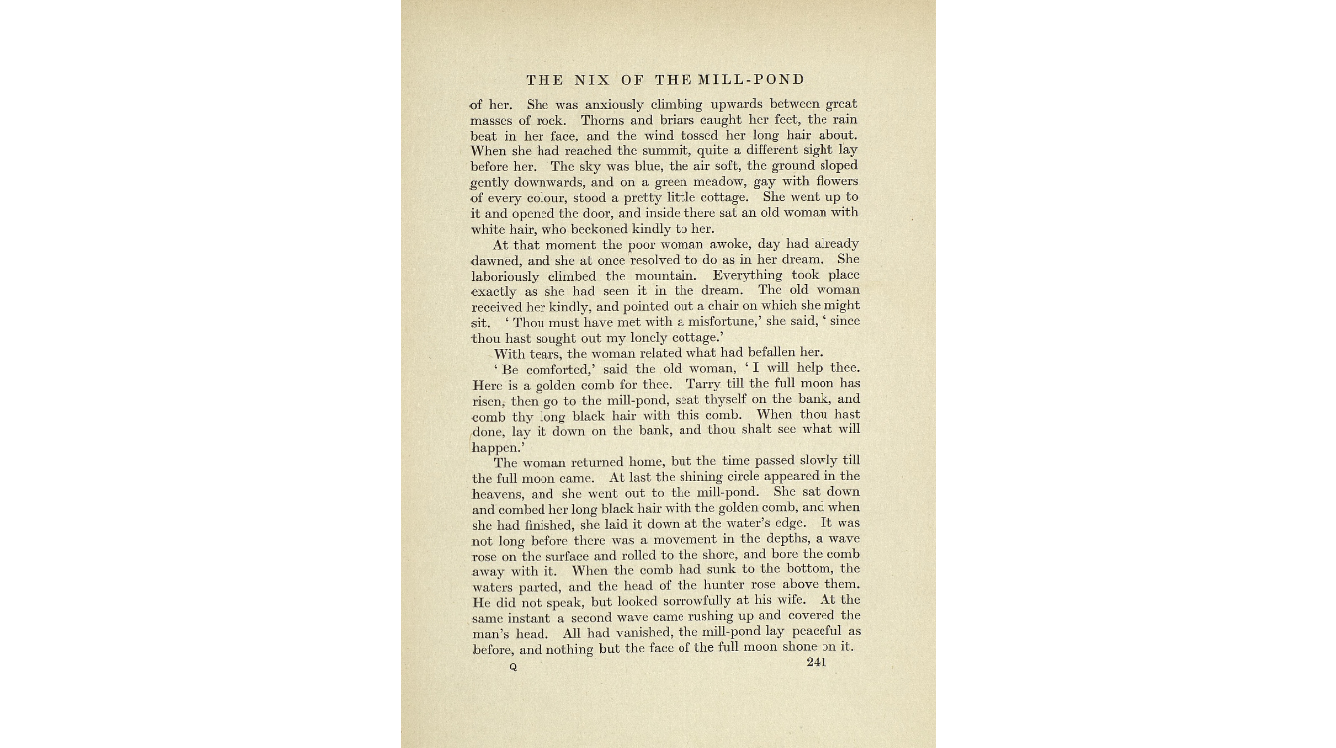 THE NIX OF THE MILL-POND
of her. She was anxiously climbing upwards between great
masses of rock. Thorns and briars caught her feet, the rain
beat in her face, and the wind tossed her long hair about.
When she had reached the summit, quite a different sight lay
before her. The sky was blue, the air soft, the ground sloped
gently downwards, and on a green meadow, gay with flowers
of every colour, stood a pretty little cottage. She went up to
it and opened the door, and inside there sat an old woman with
white hair, who beckoned kindly to her.
At that moment the poor woman awoke, day had already
dawned, and she at once resolved to do as in her dream. She
laboriously climbed the mountain. Everything took place
exactly as she had seen it in the dream. The old woman
received her kindly, and pointed out a chair on which she might
sit. ‘ Thou must have met with a misfortune,’ she said, ‘ since
thou hast sought out my lonely cottage.’
With tears, the woman related what had befallen her.
‘ Be comforted,’ said the old woman, ‘ I will help thee.
Here is a golden comb for thee. Tarry till the full moon has
risen, then go to the mill-pond, seat thyself on the bank, and
comb thy long black hair with this comb. When thou hast
done, lay it down on the bank, and thou shalt see what will
happen.’
The woman returned home, but the time passed slowly till
the full moon came. At last the shining circle appeared in the
heavens, and she went out to the mill-pond. She sat down
and combed her long black hair with the golden comb, and when
she had finished, she laid it down at the water’s edge. It was
not long before there was a movement in the depths, a wave
rose on the surface and rolled to the shore, and bore the comb
away with it. When the comb had sunk to the bottom, the
waters parted, and the head of the hunter rose above them.
He did not speak, but looked sorrowfully at his wife. At the
same instant a second wave came rushing up and covered the
man’s head. All had vanished, the mill-pond lay peaceful as
before, and nothing but the face of the full moon shone on it.
Q 241